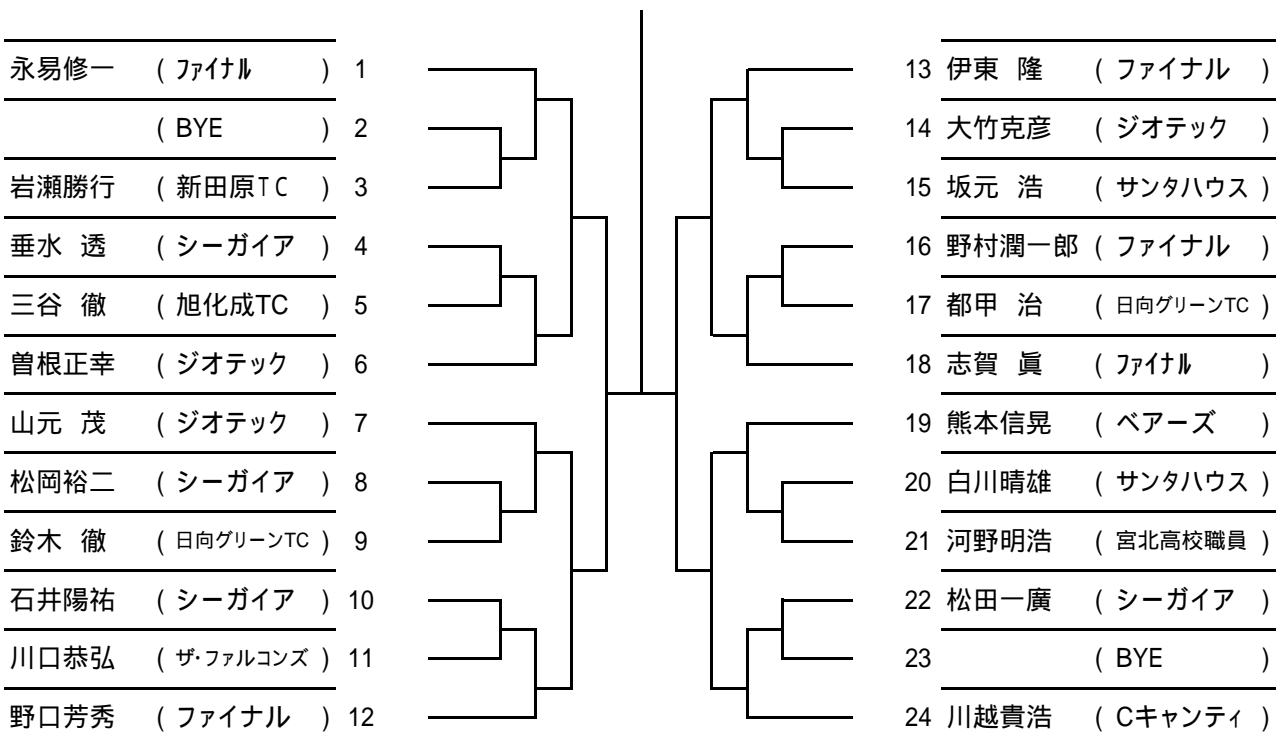 永易修一 ( ファイナル ) 1
( BYE ) 2
岩瀬勝行 ( 新田原TC ) 3
垂水 透 ( シーガイア ) 4
三谷 徹 ( 旭化成TC ) 5
曽根正幸 ( ジオテック ) 6
山元 茂 ( ジオテック ) 7
松岡裕二 ( シーガイア ) 8
鈴木 徹 ( 日向グリーンTC ) 9
石井陽祐 ( シーガイア ) 10
川口恭弘 ( ザ・ファルコンズ ) 11
野口芳秀 ( ファイナル ) 12
13 伊東 隆 ( ファイナル )
14 大竹克彦 ( ジオテック )
15 坂元 浩 ( サンタハウス )
16 野村潤一郎 ( ファイナル )
17 都甲 治 ( 日向グリーンTC )
18 志賀 眞 ( ファイナル )
19 熊本信晃 ( ベアーズ )
20 白川晴雄 ( サンタハウス )
21 河野明浩 ( 宮北高校職員 )
22 松田一廣 ( シーガイア )
23 ( BYE )
24 川越貴浩 ( Cキャンティ )